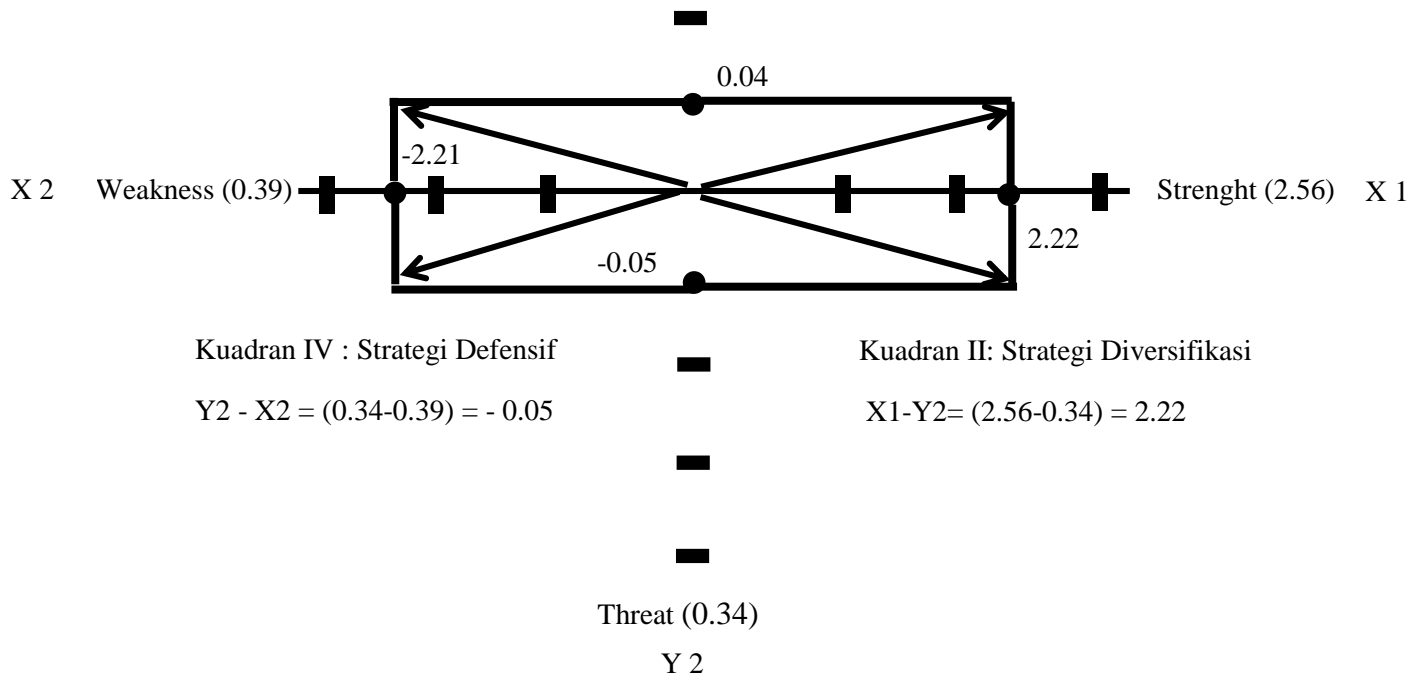 0.04
-2.21
X 2 Weakness (0.39) Strenght (2.56) X 1
2.22
-0.05
Kuadran IV : Strategi Defensif Kuadran II: Strategi Diversifikasi
Y2 - X2 = (0.34-0.39) = - 0.05 X1-Y2= (2.56-0.34) = 2.22
Threat (0.34)
Y 2